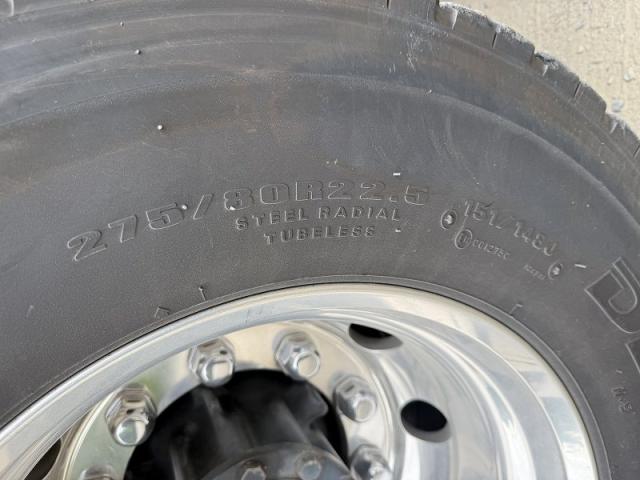 275/80R22.5
STEEL RADIAL
TUBELESS
151/148J